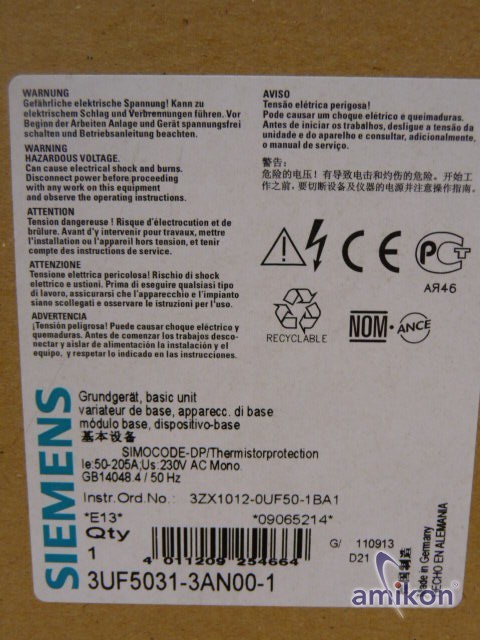 WARNUNG
Gefährliche elektrische Spannung! Kann zu
elektrischem Schlag und Verbrennungen führen. Vor
Beginn der Arbeiten Anlage und Gerät spannungsfrei
schalten und Betriebsanleitung beachten.
WARNING
HAZARDOUS VOLTAGE.
Can cause electrical shock and burns.
Disconnect power before proceeding
with any work on this equipment
and observe the operating instructions.
ATTENTION
Tension dangereuse ! Risque d'électrocution et de
brûlure. Avant d'y intervenir pour travaux, mettre
l'installation ou l'appareil hors tension, et tenir
compte des instructions de service.
ATTENZIONE
Tensione elettrica pericolosa! Rischio di shock
elettrico e ustioni. Prima di eseguire qualsiasi tipo
di lavoro, assicurarsi che l'apparecchio e l'impianto
siano scollegati e osservare le istruzioni per l'uso.
ADVERTENCIA
¡Tensión peligrosa! Puede causar choque eléctrico y
quemaduras. Antes de comenzar los trabajos desco-
nectar y aislar de alimentación la instalación y el
equipo, y respetar lo indicado en las instrucciones.
AVISO
Tensão elétrica perigosa!
Pode causar um choque elétrico e queimaduras.
Antes de iniciar os trabalhos, desligue a tensão da
unidade e do aparelho e consultar, adicionalmente,
o manual de serviço.
警告:
危险的电压! 有导致电击和灼伤的危险。开始工
作之前,要切断设备及仪器的电源并注意操作指南。
CE
PCT
АЯ46
RECYCLABLE
NOM-ANCE
SIEMENS
Grundgerät, basic unit
variateur de base, apparecc. di base
módulo base, dispositivo-base
基本设备
SIMOCODE-DP/Thermistorprotection
Ie:50-205A;Us:230V AC Mono.
GB14048.4 / 50 Hz
Instr.Ord.No.: 3ZX1012-0UF50-1BA1
*E13* *09065214*
Qty
1
4 011209 254664
G/ 110913
D21
3UF5031-3AN00-1
国制造
Made in Germany
HECHO EN ALEMANIA
amikon